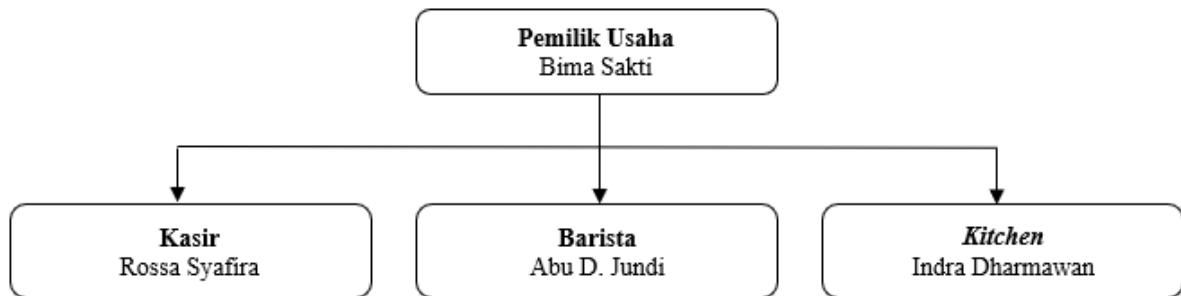 Pemilik Usaha
Bima Sakti
Kasir
Rossa Syafira
Barista
Abu D. Jundi
Kitchen
Indra Dharmawan